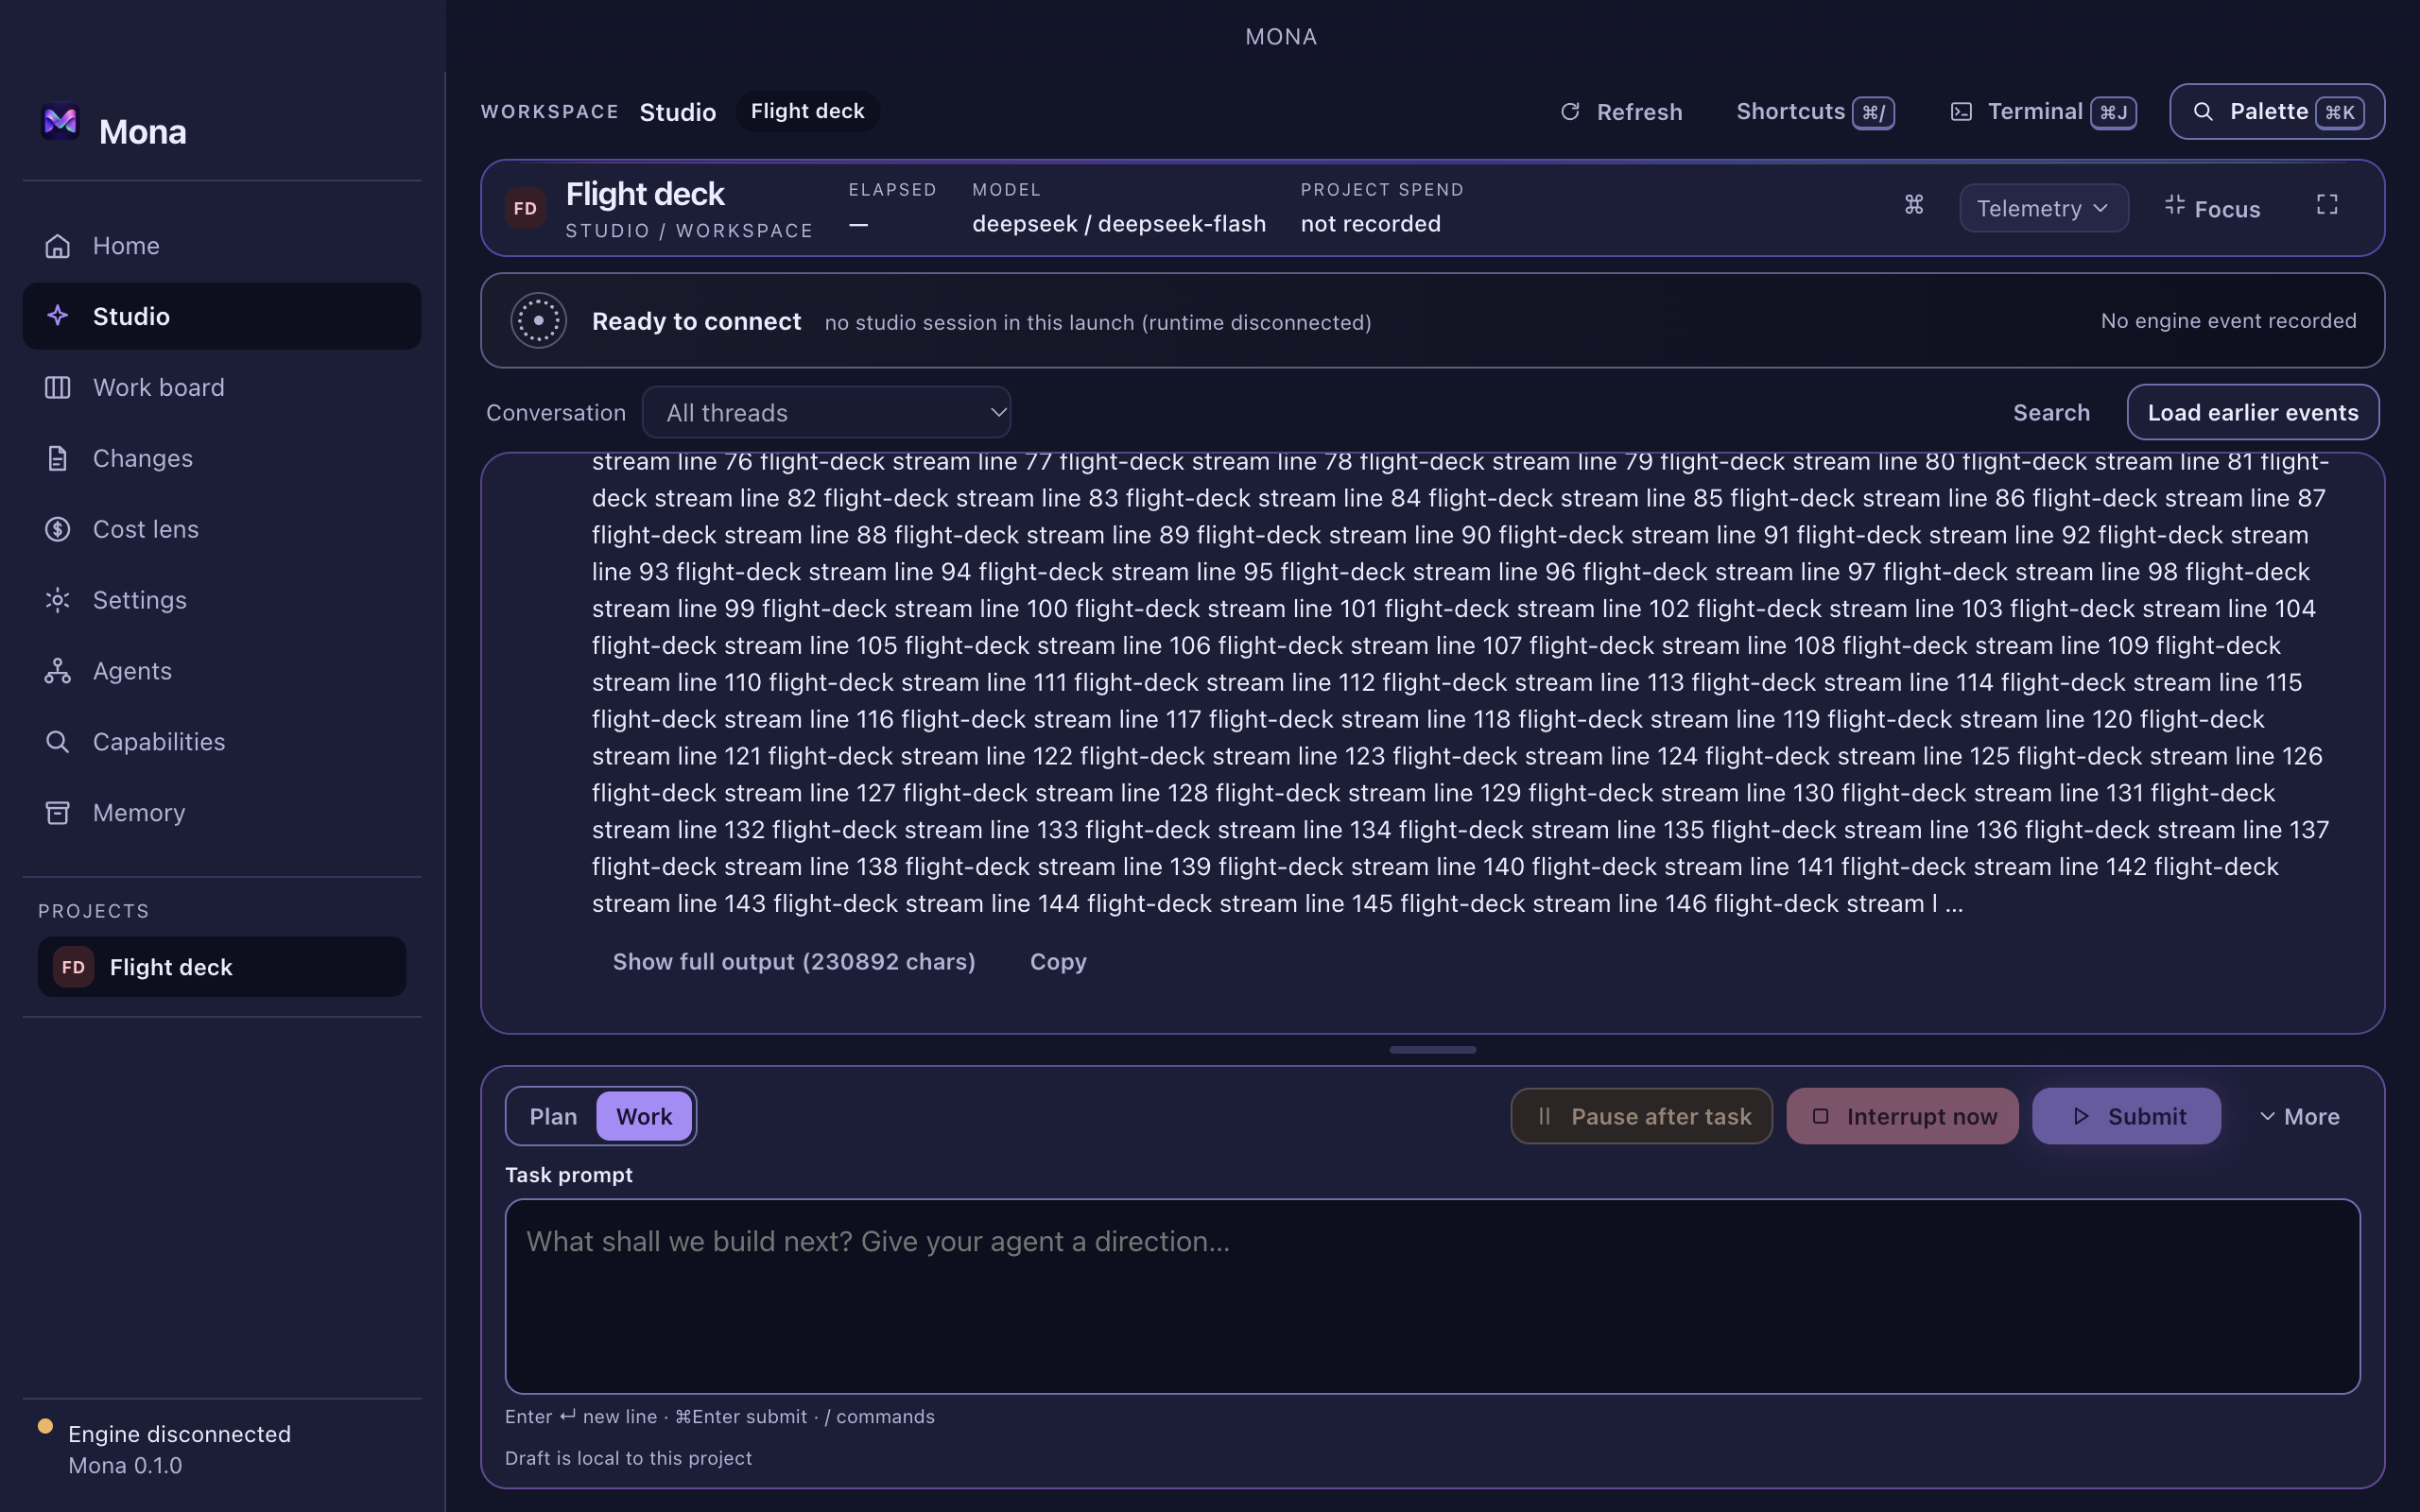 MONA
Mona
Home
Studio
Work board
Changes
Cost lens
Settings
Agents
Capabilities
Memory
PROJECTS
FD Flight deck
Engine disconnected
Mona 0.1.0
WORKSPACE Studio Flight deck
Refresh Shortcuts ⌘/ Terminal ⌘J Palette ⌘K
FD Flight deck
STUDIO / WORKSPACE
ELAPSED
—
MODEL
deepseek / deepseek-flash
PROJECT SPEND
not recorded
⌘ Telemetry Focus
Ready to connect no studio session in this launch (runtime disconnected) No engine event recorded
Conversation All threads Search Load earlier events
stream line 76 flight-deck stream line 77 flight-deck stream line 78 flight-deck stream line 79 flight-deck stream line 80 flight-deck stream line 81 flight-
deck stream line 82 flight-deck stream line 83 flight-deck stream line 84 flight-deck stream line 85 flight-deck stream line 86 flight-deck stream line 87
flight-deck stream line 88 flight-deck stream line 89 flight-deck stream line 90 flight-deck stream line 91 flight-deck stream line 92 flight-deck stream
line 93 flight-deck stream line 94 flight-deck stream line 95 flight-deck stream line 96 flight-deck stream line 97 flight-deck stream line 98 flight-deck
stream line 99 flight-deck stream line 100 flight-deck stream line 101 flight-deck stream line 102 flight-deck stream line 103 flight-deck stream line 104
flight-deck stream line 105 flight-deck stream line 106 flight-deck stream line 107 flight-deck stream line 108 flight-deck stream line 109 flight-deck
stream line 110 flight-deck stream line 111 flight-deck stream line 112 flight-deck stream line 113 flight-deck stream line 114 flight-deck stream line 115
flight-deck stream line 116 flight-deck stream line 117 flight-deck stream line 118 flight-deck stream line 119 flight-deck stream line 120 flight-deck
stream line 121 flight-deck stream line 122 flight-deck stream line 123 flight-deck stream line 124 flight-deck stream line 125 flight-deck stream line 126
flight-deck stream line 127 flight-deck stream line 128 flight-deck stream line 129 flight-deck stream line 130 flight-deck stream line 131 flight-deck
stream line 132 flight-deck stream line 133 flight-deck stream line 134 flight-deck stream line 135 flight-deck stream line 136 flight-deck stream line 137
flight-deck stream line 138 flight-deck stream line 139 flight-deck stream line 140 flight-deck stream line 141 flight-deck stream line 142 flight-deck
stream line 143 flight-deck stream line 144 flight-deck stream line 145 flight-deck stream line 146 flight-deck stream l ...
Show full output (230892 chars) Copy
Plan Work Pause after task Interrupt now Submit More
Task prompt
What shall we build next? Give your agent a direction...
Enter ↵ new line · ⌘Enter submit · / commands
Draft is local to this project